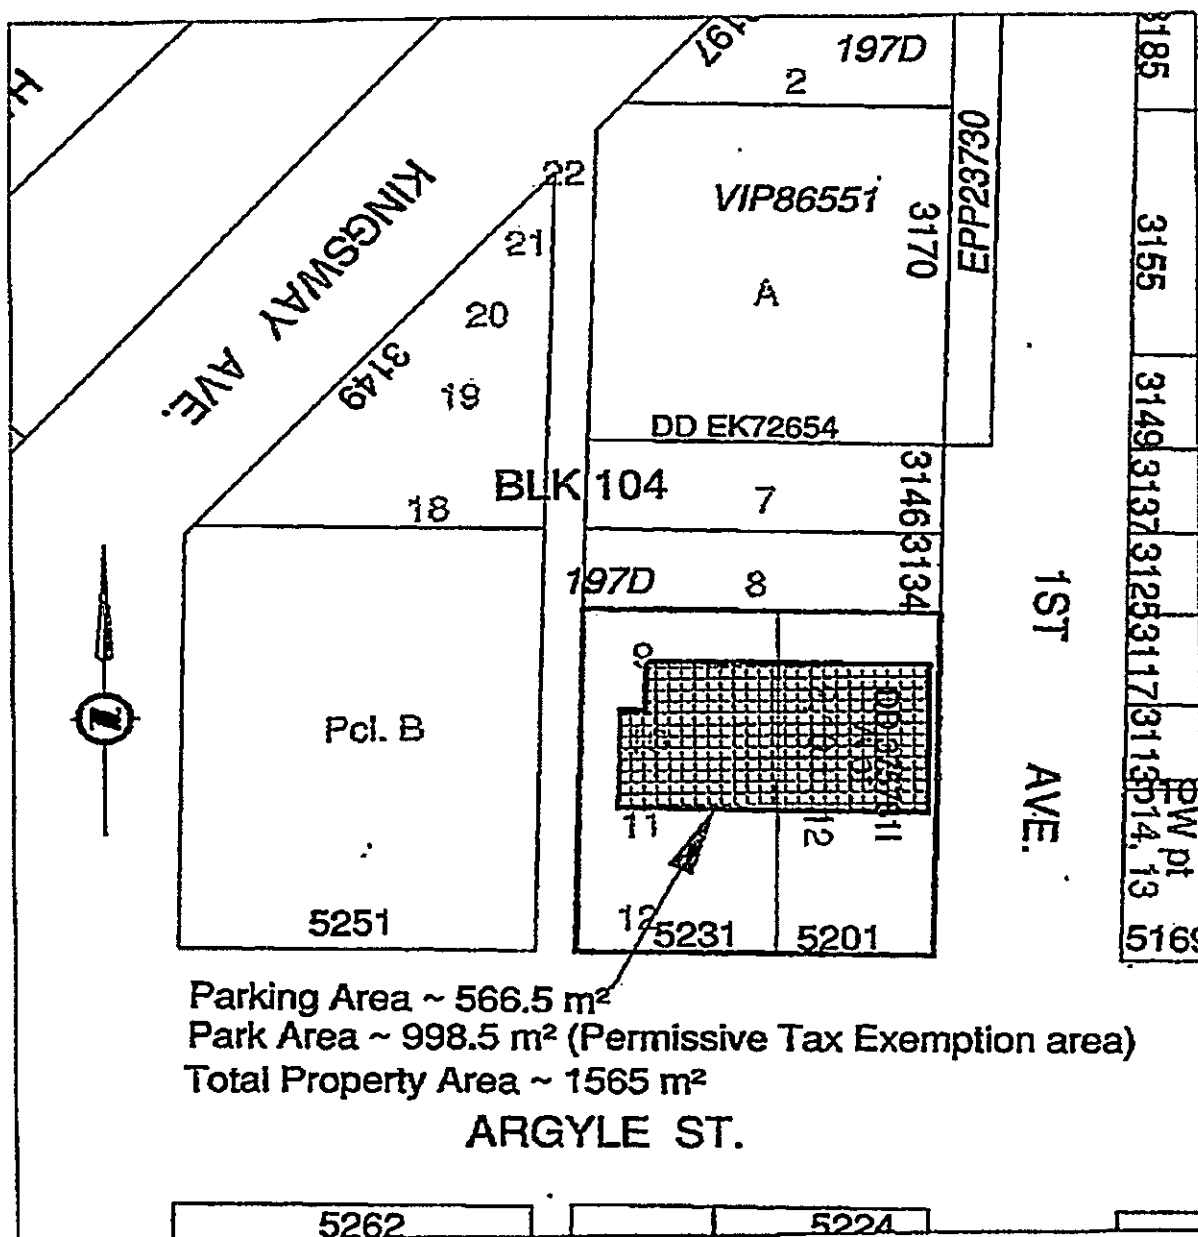 H
197
197D
2
3185
EPP23730
22
VIP86551
3170
3155
KINGSWAY AVE.
21
A
20
3149
19
3149
DD EK72654
BLK 104
18
7
3146
3137
197D
8
3134
3125
1ST AVE.
9
3117
Pcl. B
3113
11
12
p14, 13
W pt
12
5251
5231
5201
Parking Area ~ 566.5 m²
Park Area ~ 998.5 m² (Permissive Tax Exemption area)
Total Property Area ~ 1565 m²
ARGYLE ST.
5262
5224